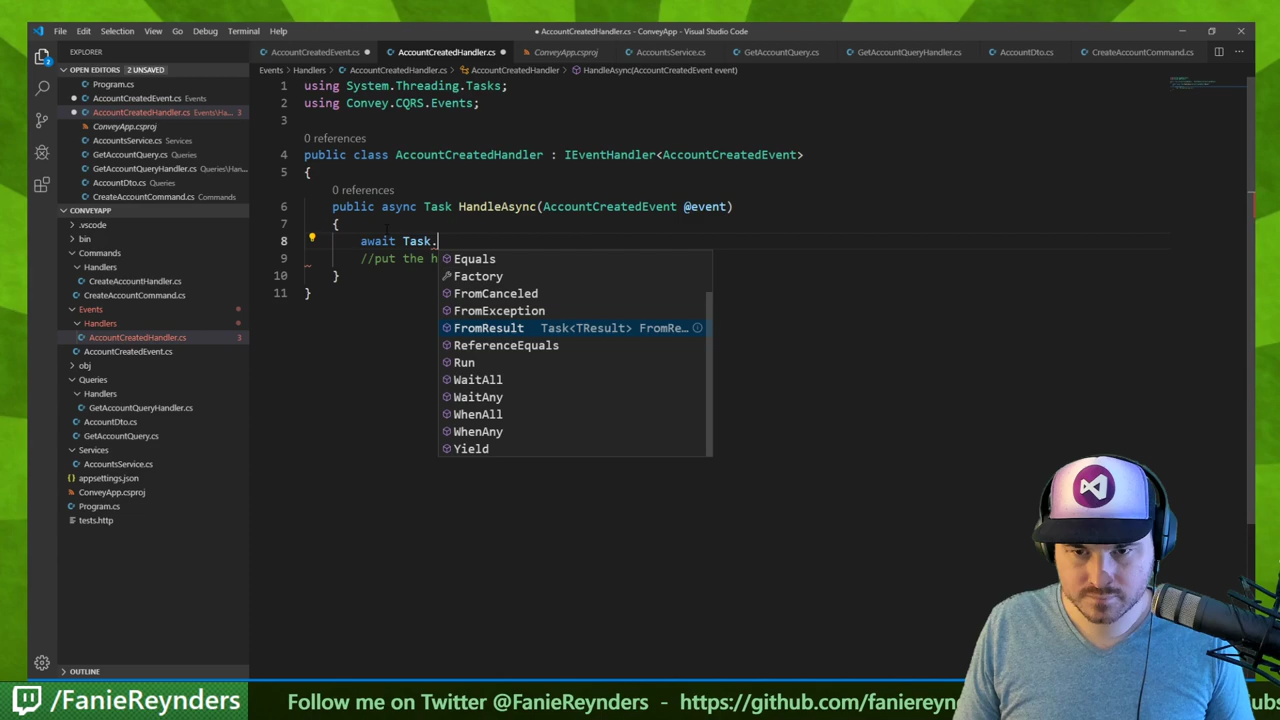 File Edit Selection View Go Debug Terminal Help
● AccountCreatedHandler.cs - ConveyApp - Visual Studio Code
EXPLORER
AccountCreatedEvent.cs
AccountCreatedHandler.cs
ConveyApp.csproj
AccountsService.cs
GetAccountQuery.cs
GetAccountQueryHandler.cs
AccountDto.cs
CreateAccountCommand.cs
OPEN EDITORS 2 UNSAVED
Events > Handlers > AccountCreatedHandler.cs > AccountCreatedHandler > HandleAsync(AccountCreatedEvent event)
Program.cs
AccountCreatedEvent.cs Events
AccountCreatedHandler.cs Events\Ha... 3
ConveyApp.csproj
AccountsService.cs Services
GetAccountQuery.cs Queries
GetAccountQueryHandler.cs Queries\Han...
AccountDto.cs Queries
CreateAccountCommand.cs Commands
CONVEYAPP
.vscode
bin
Commands
Handlers
CreateAccountHandler.cs
CreateAccountCommand.cs
Events
Handlers
AccountCreatedHandler.cs 3
AccountCreatedEvent.cs
obj
Queries
Handlers
GetAccountQueryHandler.cs
AccountDto.cs
GetAccountQuery.cs
Services
AccountsService.cs
appsettings.json
ConveyApp.csproj
Program.cs
tests.http
OUTLINE
2
1 using System.Threading.Tasks;
2 using Convey.CQRS.Events;
3
0 references
4 public class AccountCreatedHandler : IEventHandler<AccountCreatedEvent>
5 {
0 references
6 public async Task HandleAsync(AccountCreatedEvent @event)
7 {
8 await Task.
9 //put the h
10 }
11 }
Equals
Factory
FromCanceled
FromException
FromResult Task<TResult> FromRe...
ReferenceEquals
Run
WaitAll
WaitAny
WhenAll
WhenAny
Yield
/FanieReynders
Follow me on Twitter @FanieReynders - https://github.com/faniereyn